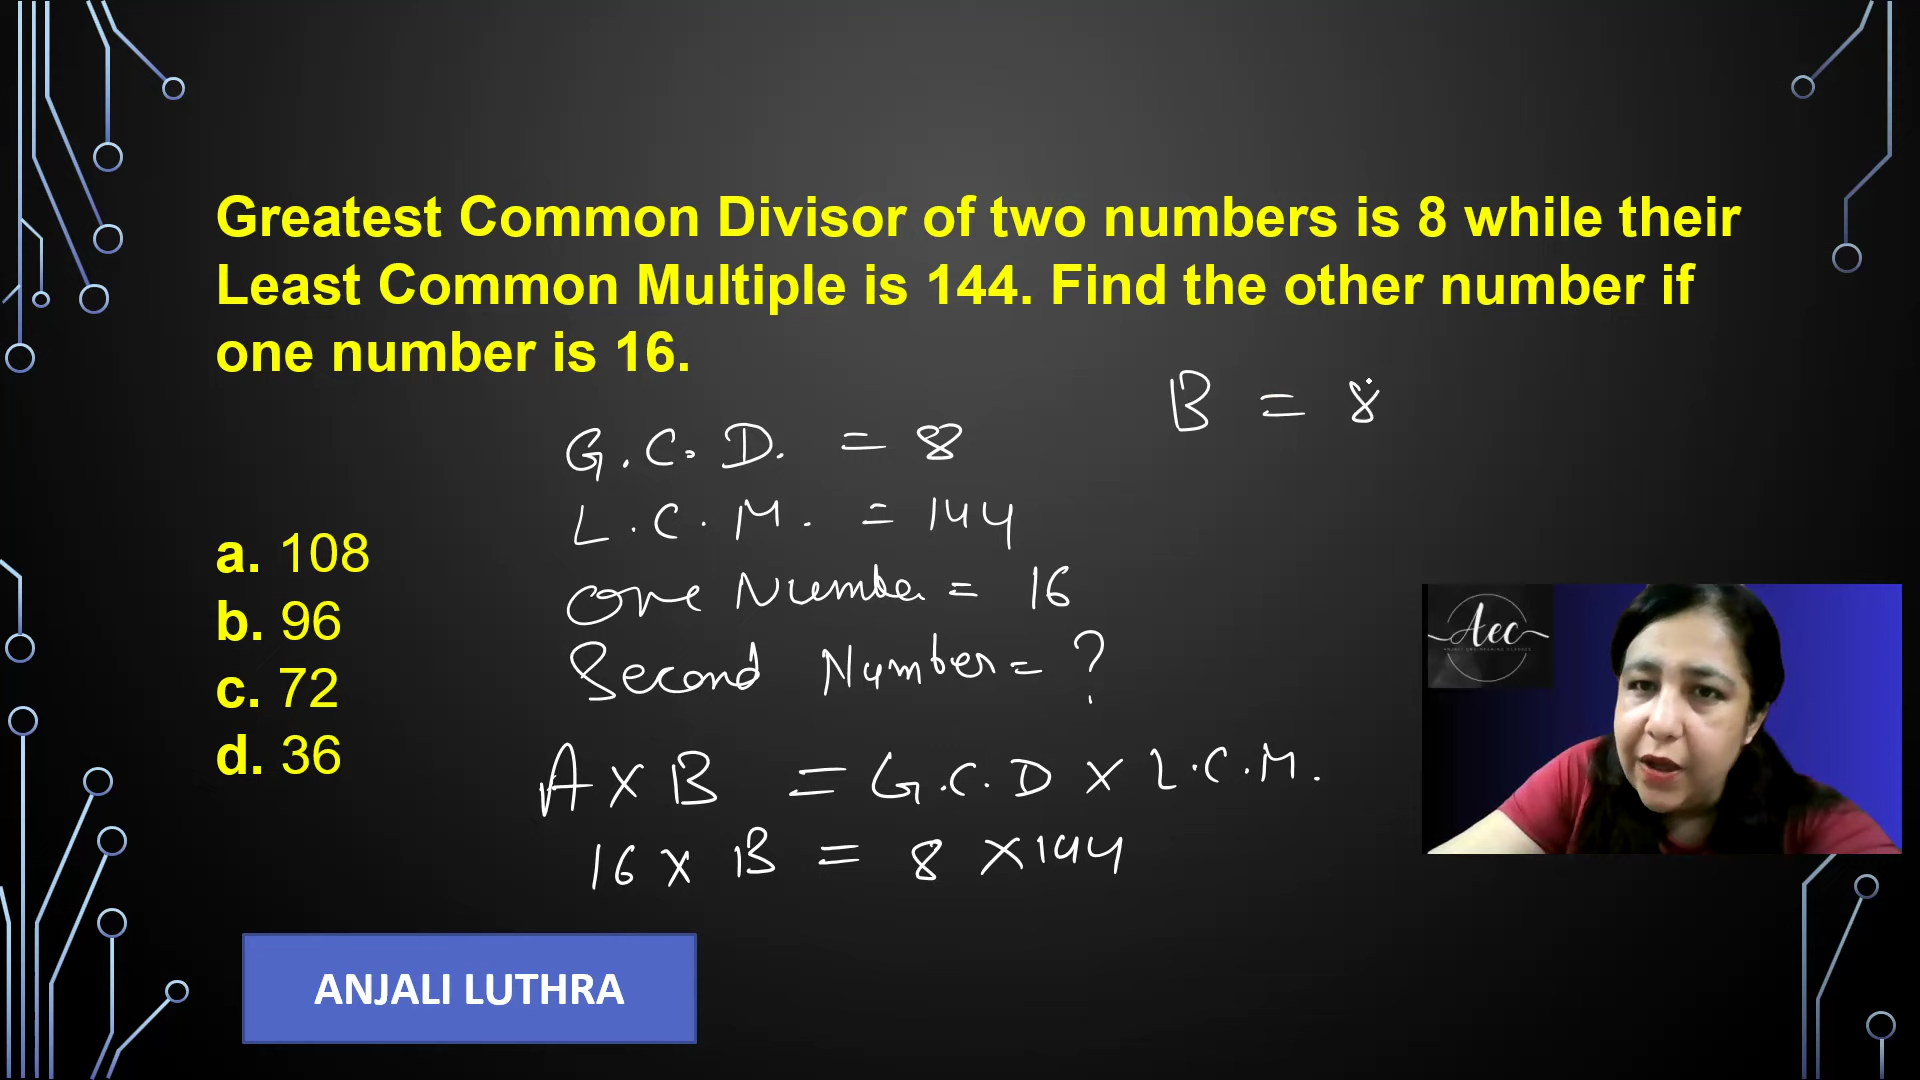 Greatest Common Divisor of two numbers is 8 while their
Least Common Multiple is 144. Find the other number if
one number is 16.
B = 8
G.C.D. = 8
L.C.M. = 144
One Number = 16
Second Number = ?
A × B = G.C.D × L.C.M.
16 × B = 8 × 144
a. 108
b. 96
c. 72
d. 36
Aec
ANJALI LUTHRA